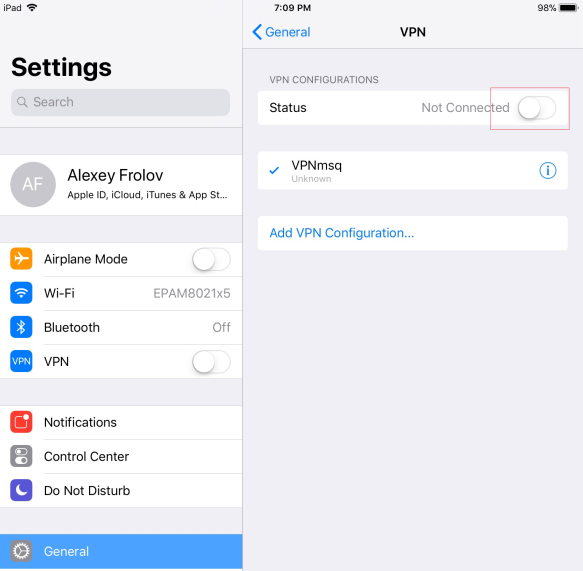 iPad
7:09 PM
98%
Settings
Search
AF
Alexey Frolov
Apple ID, iCloud, iTunes & App St...
Airplane Mode
Wi-Fi EPAM8021x5
Bluetooth Off
VPN VPN
Notifications
Control Center
Do Not Disturb
General
General
VPN
VPN CONFIGURATIONS
Status Not Connected
VPNmsq
Unknown
Add VPN Configuration...